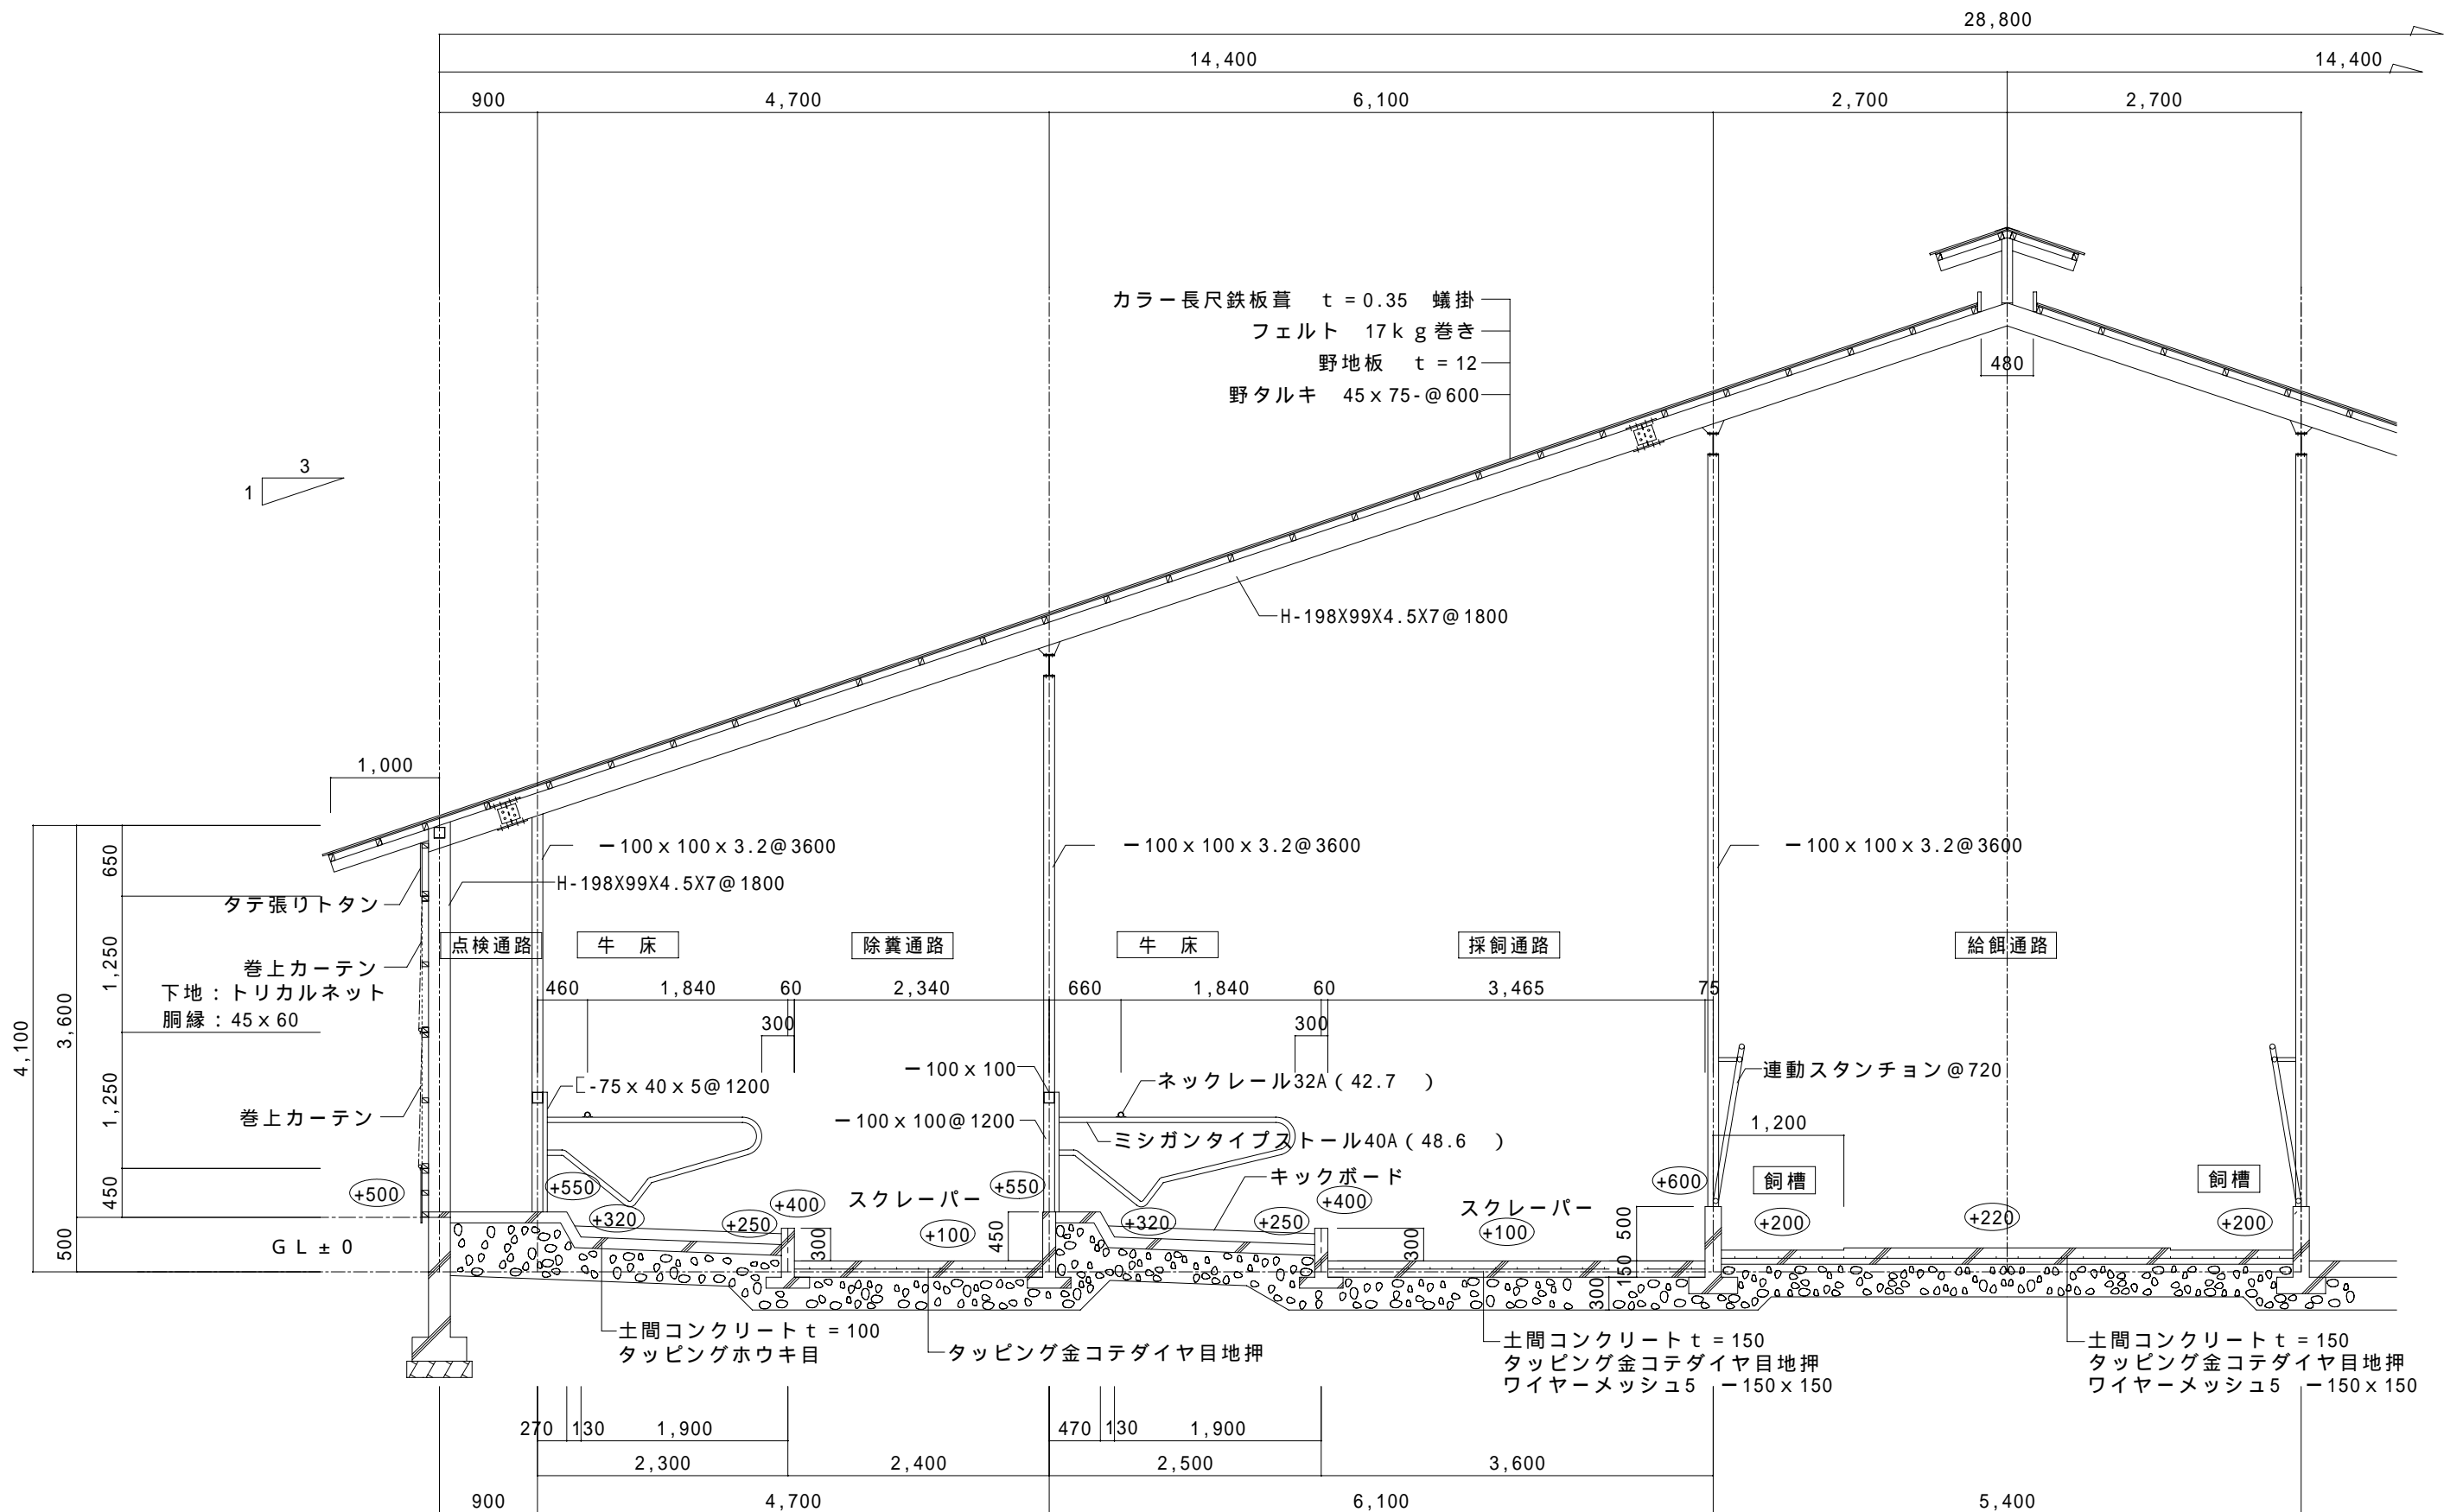 28,800
14,400
14,400
900
4,700
6,100
2,700
2,700
カラー長尺鉄板葺 t=0.35 蟻掛
フェルト 17kg巻き
野地板 t=12
野タルキ 45x75-@600
480
3
1
H-198X99X4.5X7@1800
1,000
ー100x100x3.2@3600
ー100x100x3.2@3600
ー100x100x3.2@3600
H-198X99X4.5X7@1800
タテ張りトタン
650
1,250
1,250
450
3,600
500
4,100
点検通路
牛 床
除糞通路
牛 床
採飼通路
給餌通路
巻上カーテン
下地:トリカルネット
胴縁:45x60
460
1,840
60
2,340
660
1,840
60
3,465
75
300
300
ー100x100
[-75x40x5@1200
ネックレール32A(42.7 )
連動スタンチョン@720
巻上カーテン
ー100x100@1200
ミシガンタイプストール40A(48.6 )
1,200
キックボード
飼槽
飼槽
+500
+550
+320
+250
+400
スクレーパー
+100
+550
450
300
+320
+250
+400
スクレーパー
+100
300
+600
500
150
300
+200
+220
+200
GL±0
土間コンクリートt=100
タッピングホウキ目
タッピング金コテダイヤ目地押
土間コンクリートt=150
タッピング金コテダイヤ目地押
ワイヤーメッシュ5 ー150x150
土間コンクリートt=150
タッピング金コテダイヤ目地押
ワイヤーメッシュ5 ー150x150
270
130
1,900
470
130
1,900
2,300
2,400
2,500
3,600
900
4,700
6,100
5,400